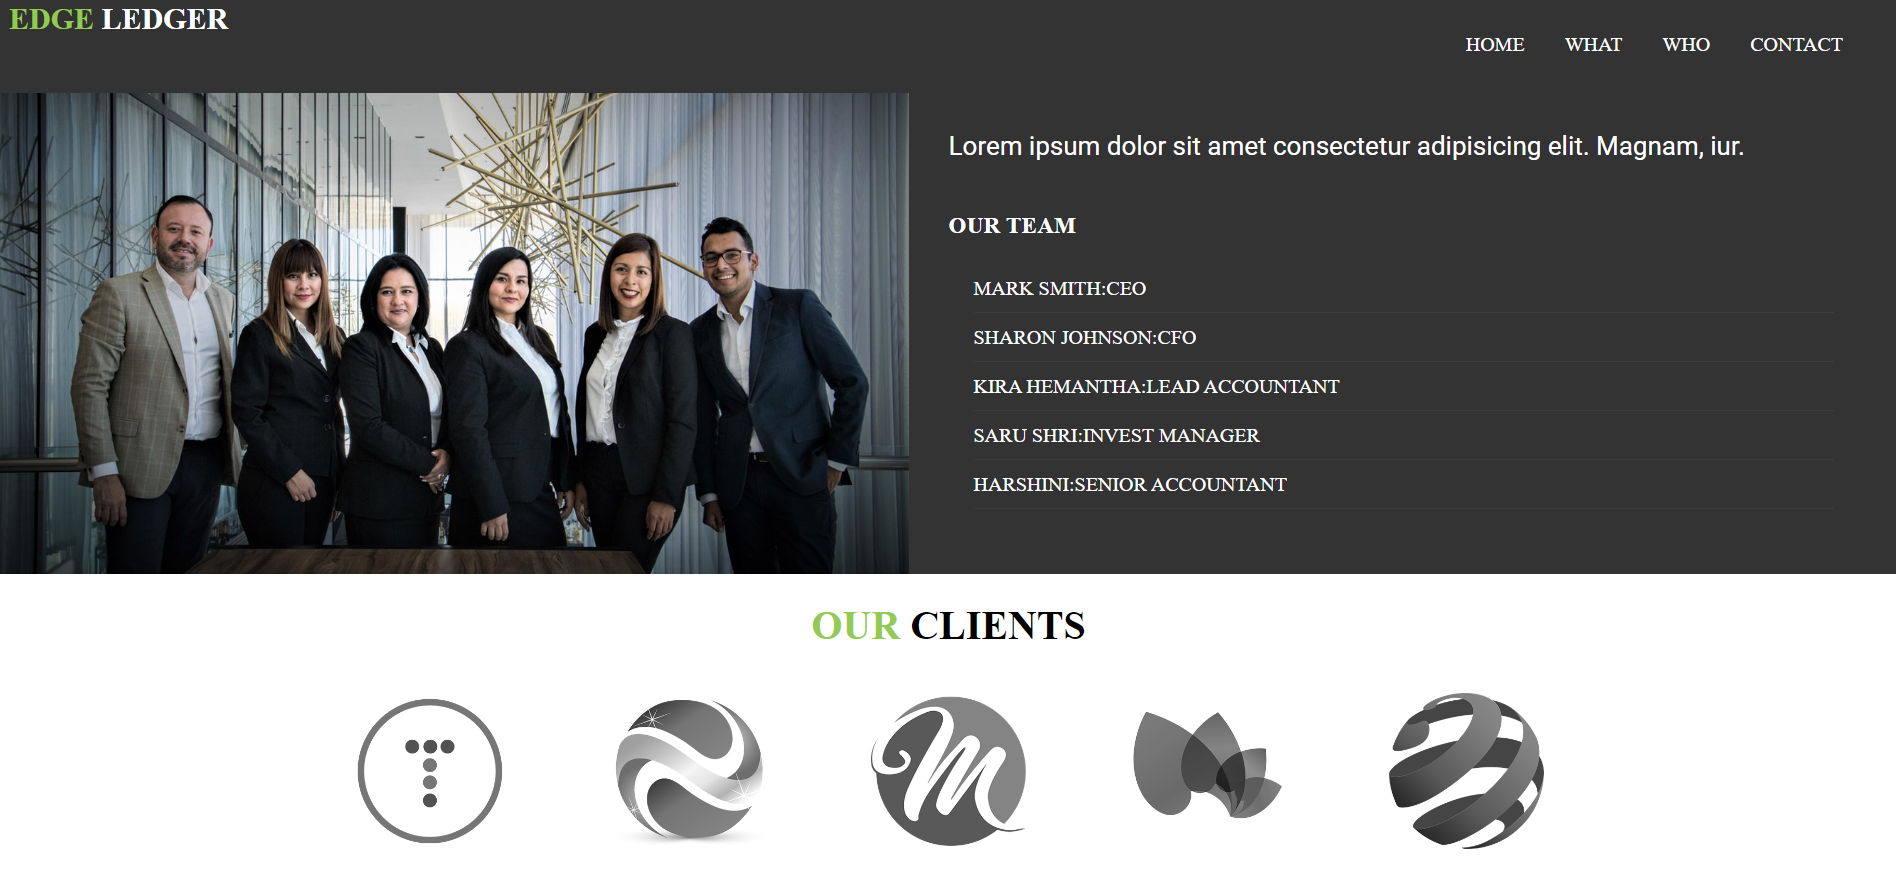 EDGE LEDGER
HOME WHAT WHO CONTACT
Lorem ipsum dolor sit amet consectetur adipisicing elit. Magnam, iur.
OUR TEAM
MARK SMITH:CEO
SHARON JOHNSON:CFO
KIRA HEMANTHA:LEAD ACCOUNTANT
SARU SHRI:INVEST MANAGER
HARSHINI:SENIOR ACCOUNTANT
OUR CLIENTS
T
M